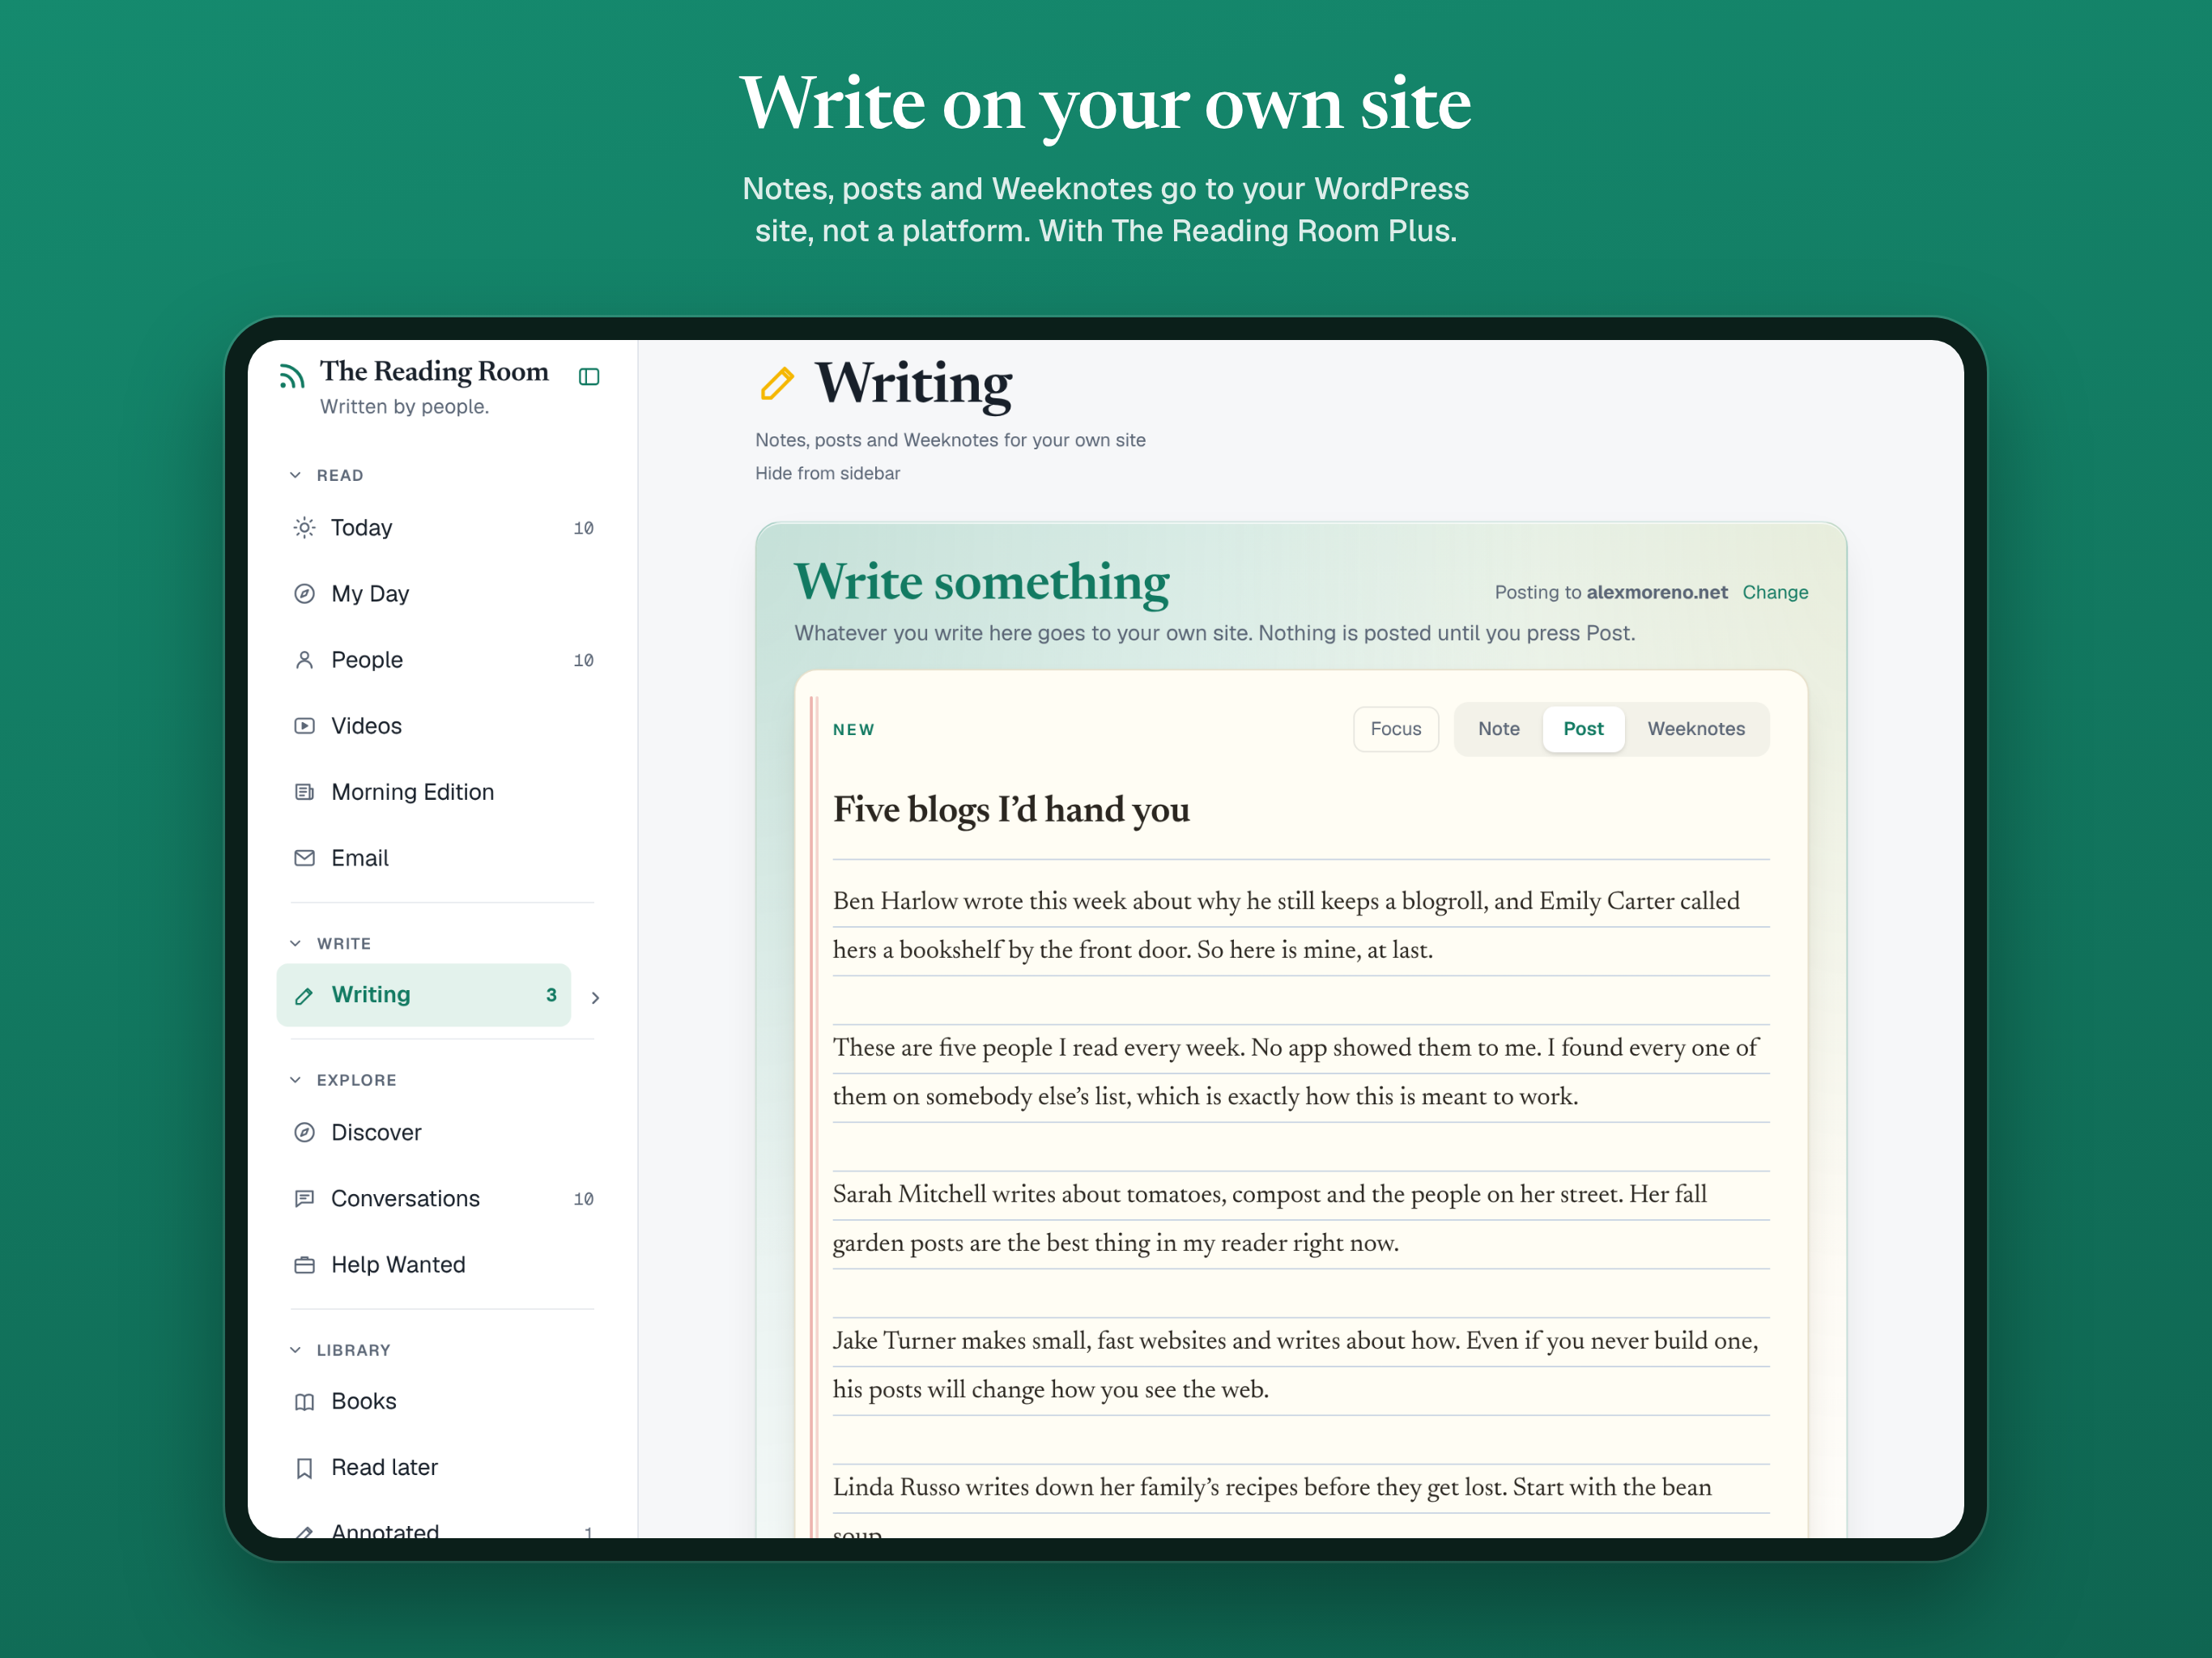 Write on your own site
Notes, posts and Weeknotes go to your WordPress
site, not a platform. With The Reading Room Plus.
The Reading Room
Written by people.
READ
Today 10
My Day
People 10
Videos
Morning Edition
Email
WRITE
Writing 3
EXPLORE
Discover
Conversations 10
Help Wanted
LIBRARY
Books
Read later
Annotated 1
Writing
Notes, posts and Weeknotes for your own site
Hide from sidebar
Write something
Posting to alexmoreno.net Change
Whatever you write here goes to your own site. Nothing is posted until you press Post.
NEW
Focus Note Post Weeknotes
Five blogs I’d hand you
Ben Harlow wrote this week about why he still keeps a blogroll, and Emily Carter called
hers a bookshelf by the front door. So here is mine, at last.
These are five people I read every week. No app showed them to me. I found every one of
them on somebody else’s list, which is exactly how this is meant to work.
Sarah Mitchell writes about tomatoes, compost and the people on her street. Her fall
garden posts are the best thing in my reader right now.
Jake Turner makes small, fast websites and writes about how. Even if you never build one,
his posts will change how you see the web.
Linda Russo writes down her family’s recipes before they get lost. Start with the bean
soup.